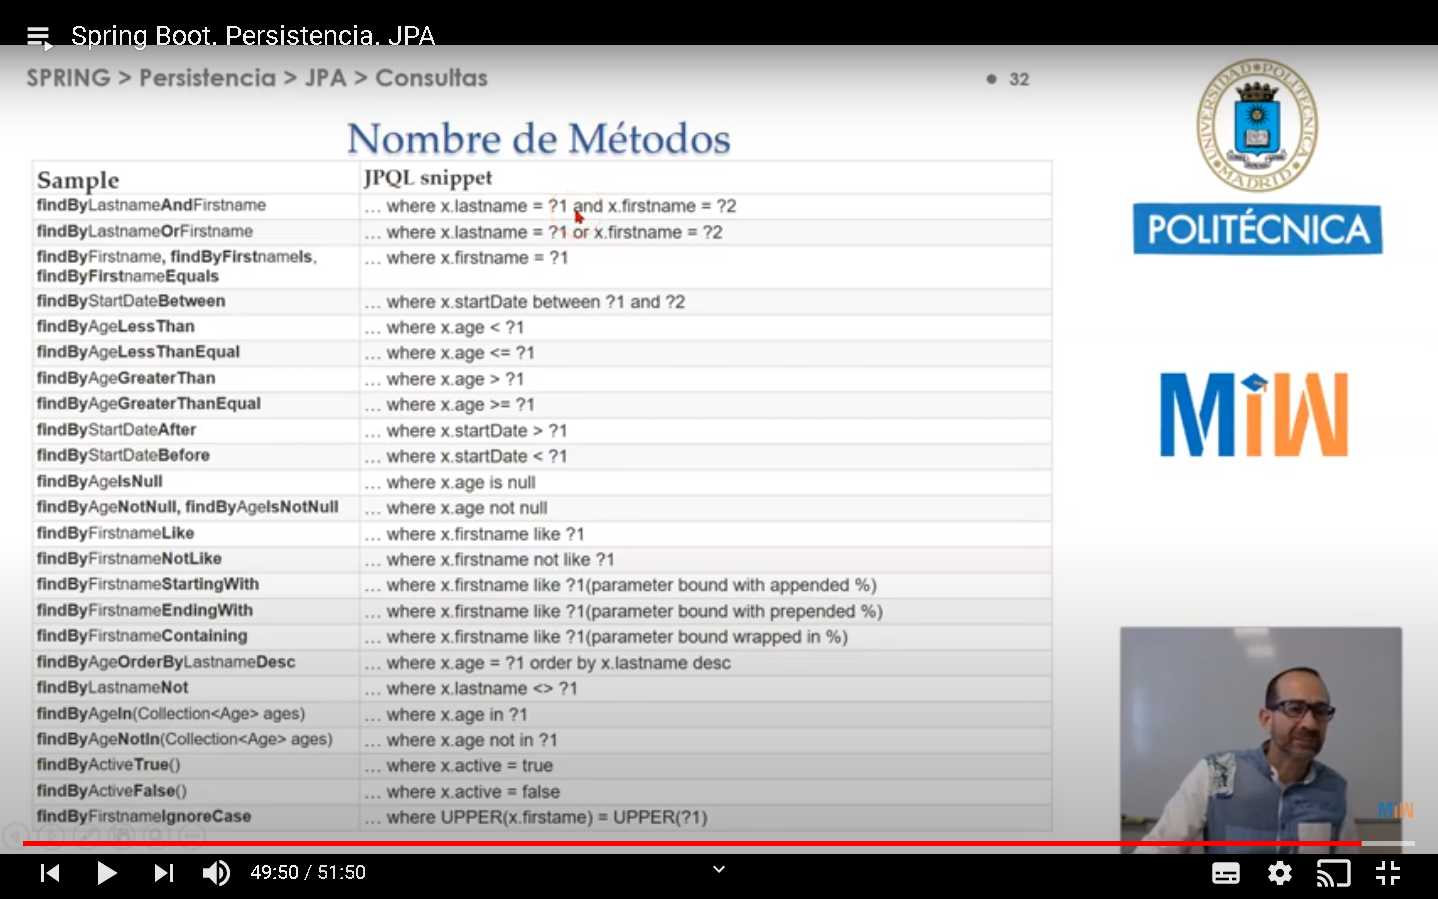 Spring Boot. Persistencia. JPA
SPRING > Persistencia > JPA > Consultas
32
Nombre de Métodos
Sample JPQL snippet
findByLastnameAndFirstname … where x.lastname = ?1 and x.firstname = ?2
findByLastnameOrFirstname … where x.lastname = ?1 or x.firstname = ?2
findByFirstname, findByFirstnameIs, … where x.firstname = ?1
findByFirstnameEquals
findByStartDateBetween … where x.startDate between ?1 and ?2
findByAgeLessThan … where x.age < ?1
findByAgeLessThanEqual … where x.age <= ?1
findByAgeGreaterThan … where x.age > ?1
findByAgeGreaterThanEqual … where x.age >= ?1
findByStartDateAfter … where x.startDate > ?1
findByStartDateBefore … where x.startDate < ?1
findByAgeIsNull … where x.age is null
findByAgeNotNull, findByAgeIsNotNull … where x.age not null
findByFirstnameLike … where x.firstname like ?1
findByFirstnameNotLike … where x.firstname not like ?1
findByFirstnameStartingWith … where x.firstname like ?1(parameter bound with appended %)
findByFirstnameEndingWith … where x.firstname like ?1(parameter bound with prepended %)
findByFirstnameContaining … where x.firstname like ?1(parameter bound wrapped in %)
findByAgeOrderByLastnameDesc … where x.age = ?1 order by x.lastname desc
findByLastnameNot … where x.lastname <> ?1
findByAgeIn(Collection<Age> ages) … where x.age in ?1
findByAgeNotIn(Collection<Age> ages) … where x.age not in ?1
findByActiveTrue() … where x.active = true
findByActiveFalse() … where x.active = false
findByFirstnameIgnoreCase … where UPPER(x.firstame) = UPPER(?1)
UNIVERSIDAD POLITÉCNICA
MADRID
POLITÉCNICA
MiW
MiW
49:50 / 51:50